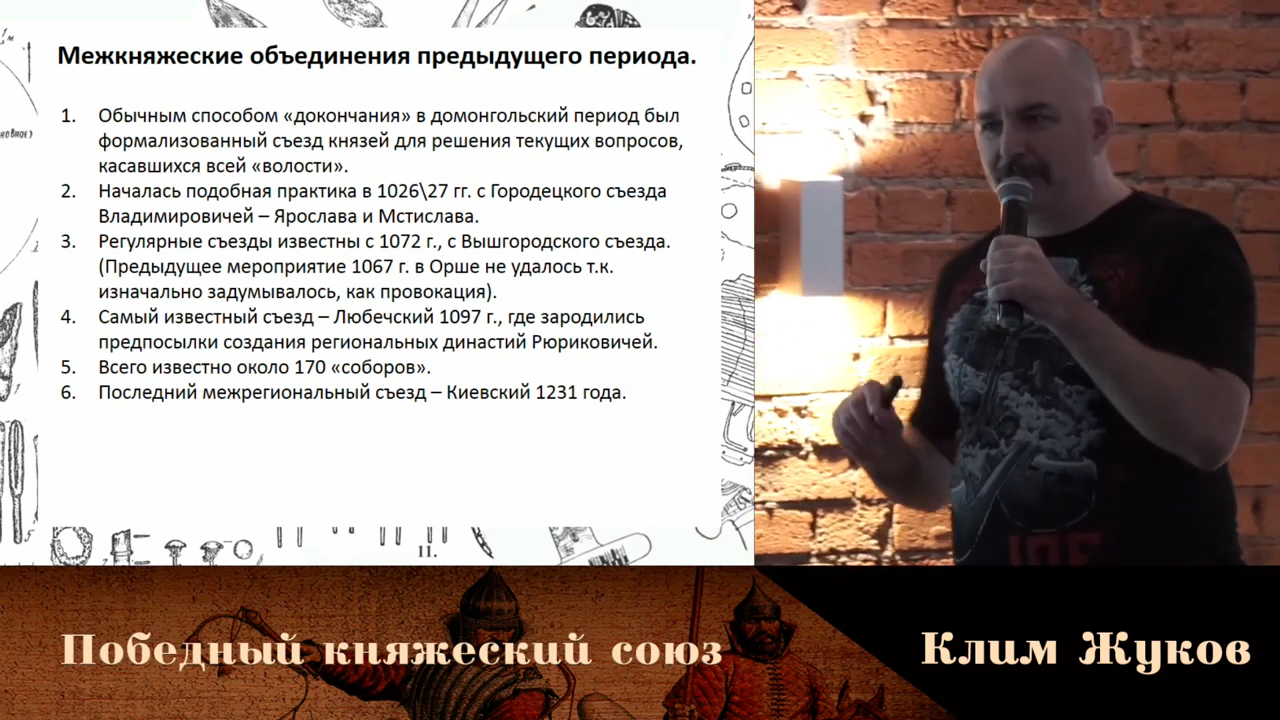 Межкняжеские объединения предыдущего периода.
1. Обычным способом «докончания» в домонгольский период был
формализованный съезд князей для решения текущих вопросов,
касавшихся всей «волости».
2. Началась подобная практика в 1026\27 гг. с Городецкого съезда
Владимировичей – Ярослава и Мстислава.
3. Регулярные съезды известны с 1072 г., с Вышгородского съезда.
(Предыдущее мероприятие 1067 г. в Орше не удалось т.к.
изначально задумывалось, как провокация).
4. Самый известный съезд – Любечский 1097 г., где зародились
предпосылки создания региональных династий Рюриковичей.
5. Всего известно около 170 «соборов».
6. Последний межрегиональный съезд – Киевский 1231 года.
II.
Победный княжеский союз
Клим Жуков